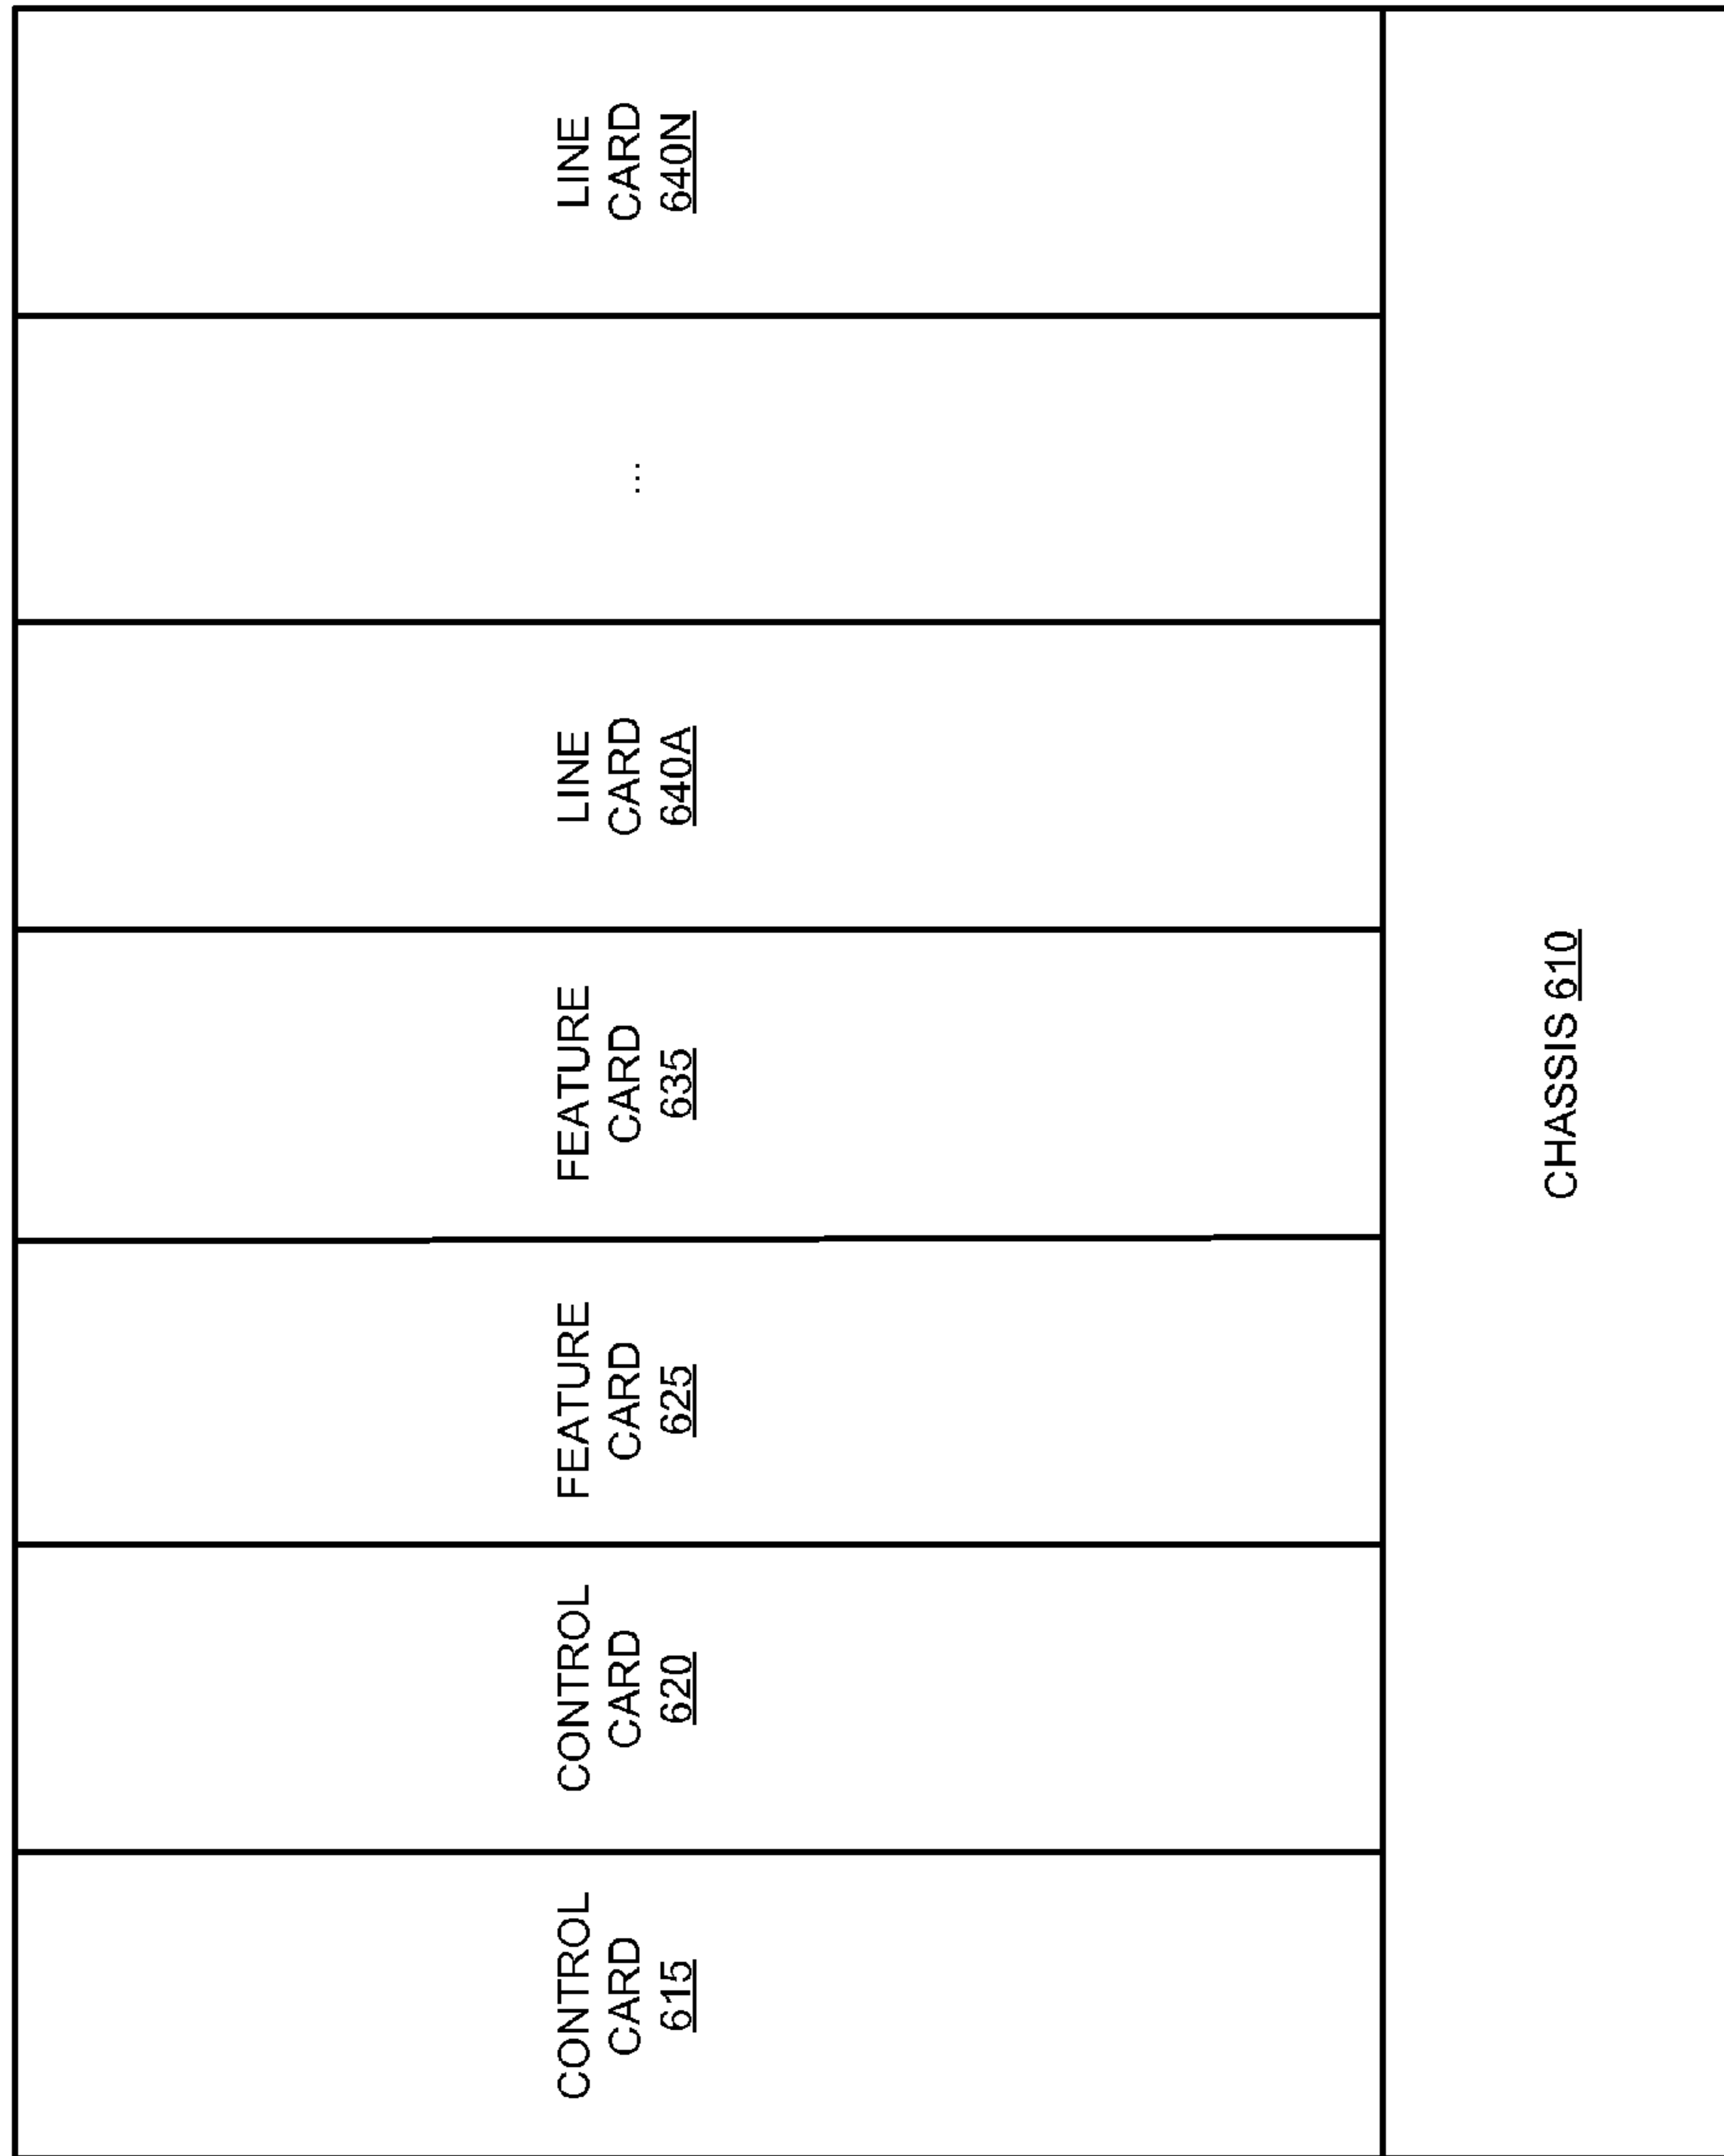 CONTROL
CARD
615
CONTROL
CARD
620
FEATURE
CARD
625
FEATURE
CARD
635
LINE
CARD
640A
...
LINE
CARD
640N
CHASSIS 610